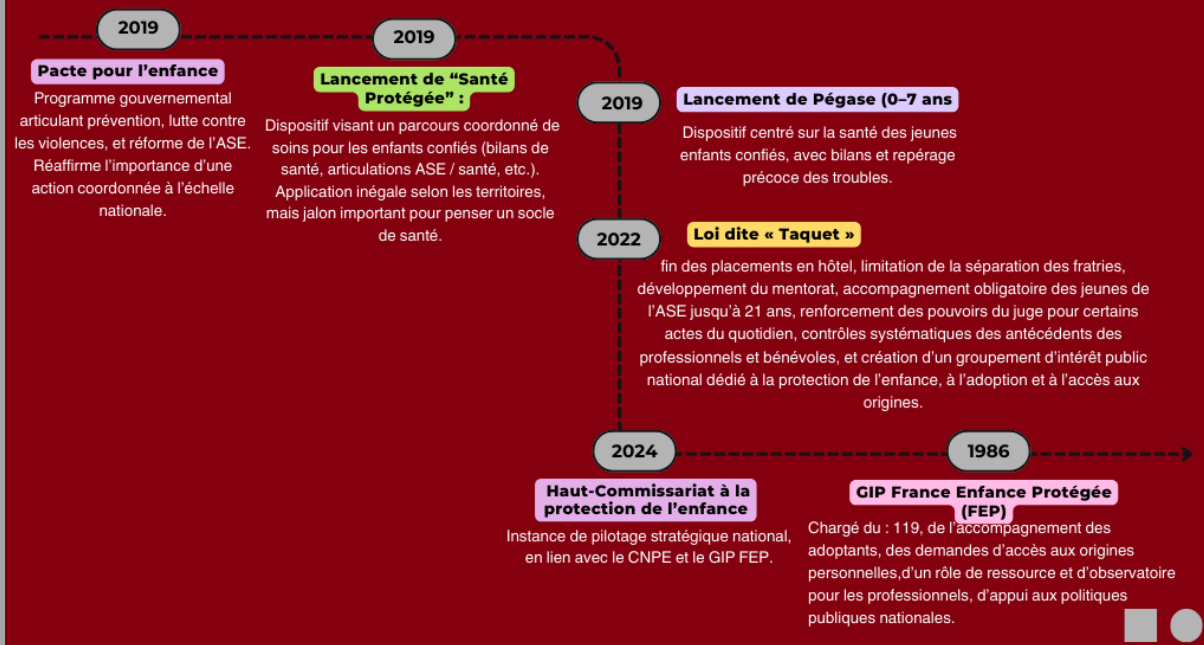 2019
Pacte pour l’enfance
Programme gouvernemental
articulant prévention, lutte contre
les violences, et réforme de l’ASE.
Réaffirme l’importance d’une
action coordonnée à l’échelle
nationale.
2019
Lancement de “Santé
Protégée” :
Dispositif visant un parcours coordonné de
soins pour les enfants confiés (bilans de
santé, articulations ASE / santé, etc.).
Application inégale selon les territoires,
mais jalon important pour penser un socle
de santé.
2019
Lancement de Pégase (0–7 ans
Dispositif centré sur la santé des jeunes
enfants confiés, avec bilans et repérage
précoce des troubles.
2022
Loi dite « Taquet »
fin des placements en hôtel, limitation de la séparation des fratries,
développement du mentorat, accompagnement obligatoire des jeunes de
l’ASE jusqu’à 21 ans, renforcement des pouvoirs du juge pour certains
actes du quotidien, contrôles systématiques des antécédents des
professionnels et bénévoles, et création d’un groupement d’intérêt public
national dédié à la protection de l’enfance, à l’adoption et à l’accès aux
origines.
2024
Haut-Commissariat à la
protection de l’enfance
Instance de pilotage stratégique national,
en lien avec le CNPE et le GIP FEP.
1986
GIP France Enfance Protégée
(FEP)
Chargé du : 119, de l’accompagnement des
adoptants, des demandes d’accès aux origines
personnelles,d’un rôle de ressource et d’observatoire
pour les professionnels, d’appui aux politiques
publiques nationales.